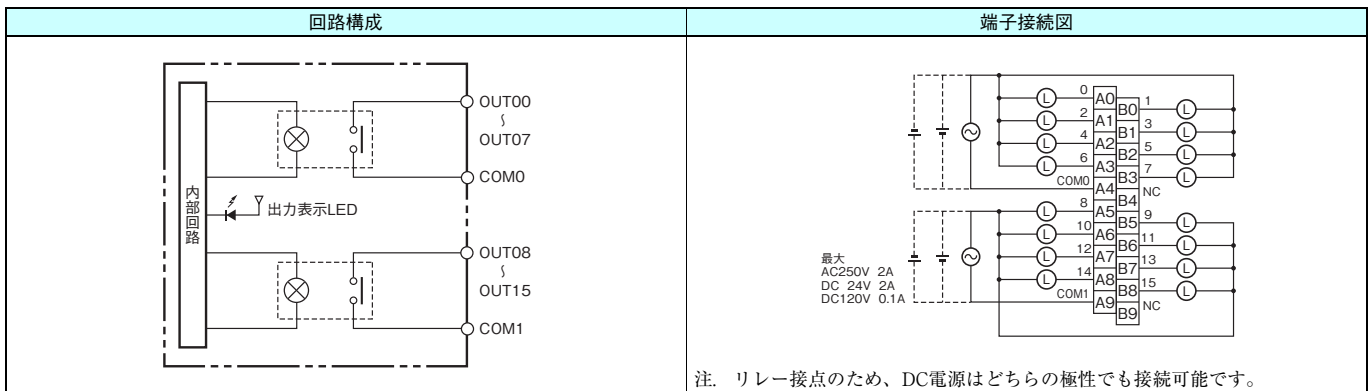 回路構成
端子接続図
内部回路
OUT00
∫
OUT07
COM0
出力表示LED
OUT08
∫
OUT15
COM1
0 A0
B0 1
2 A1
B1 3
4 A2
B2 5
6 A3
B3 7
COM0 A4
B4 NC
8 A5
B5 9
10 A6
B6 11
12 A7
B7 13
14 A8
B8 15
COM1 A9
B9 NC
L L L L
L L L L
L L L L
L L L L
最大
AC250V 2A
DC 24V 2A
DC120V 0.1A
注. リレー接点のため、DC電源はどちらの極性でも接続可能です。